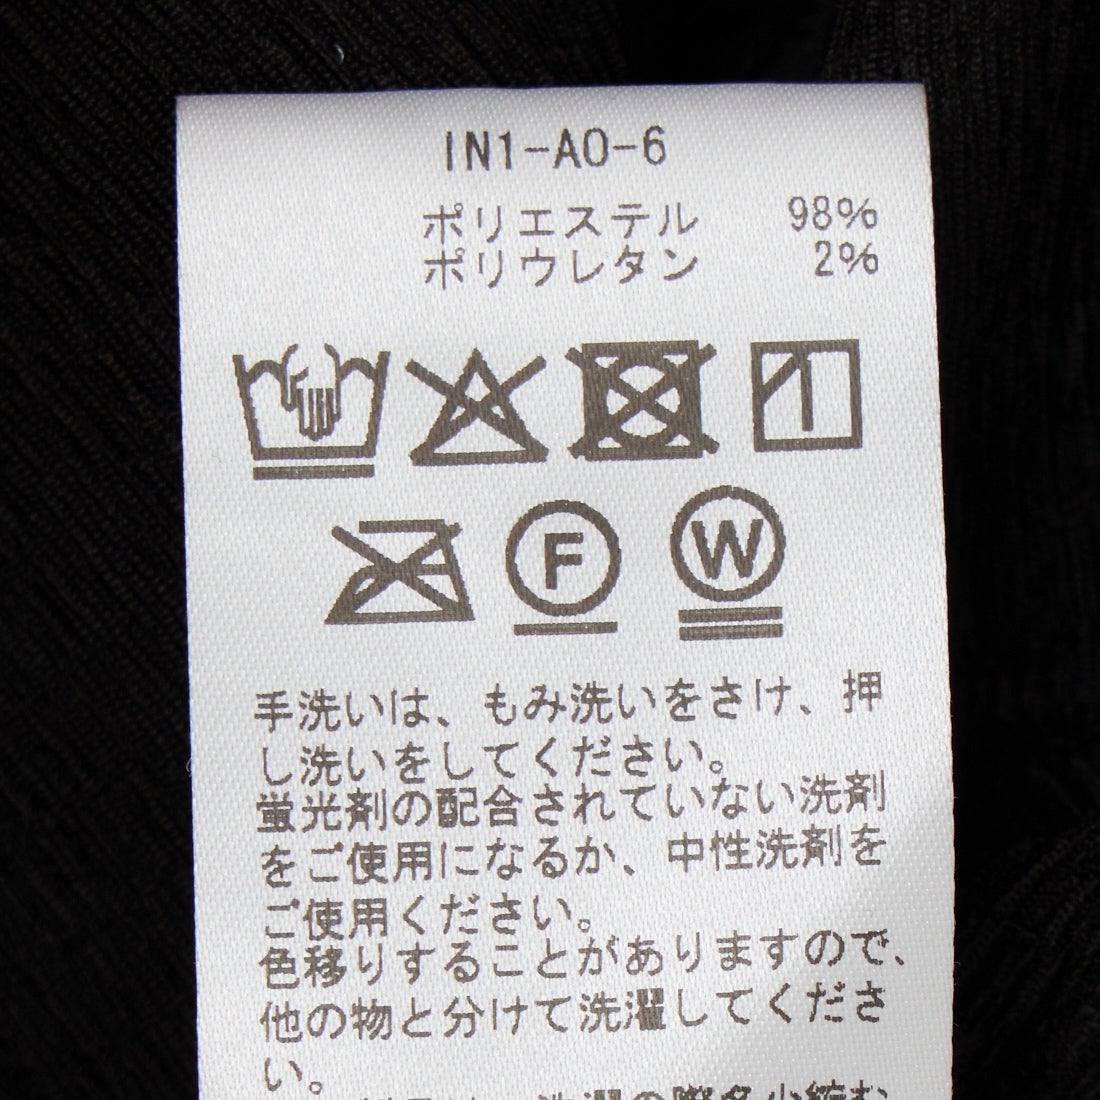 IN1-AO-6
ポリエステル 98%
ポリウレタン 2%
F W
手洗いは、もみ洗いをさけ、押
し洗いをしてください。
蛍光剤の配合されていない洗剤
をご使用になるか、中性洗剤を
ご使用ください。
色移りすることがありますので、
他の物と分けて洗濯してくださ
い。